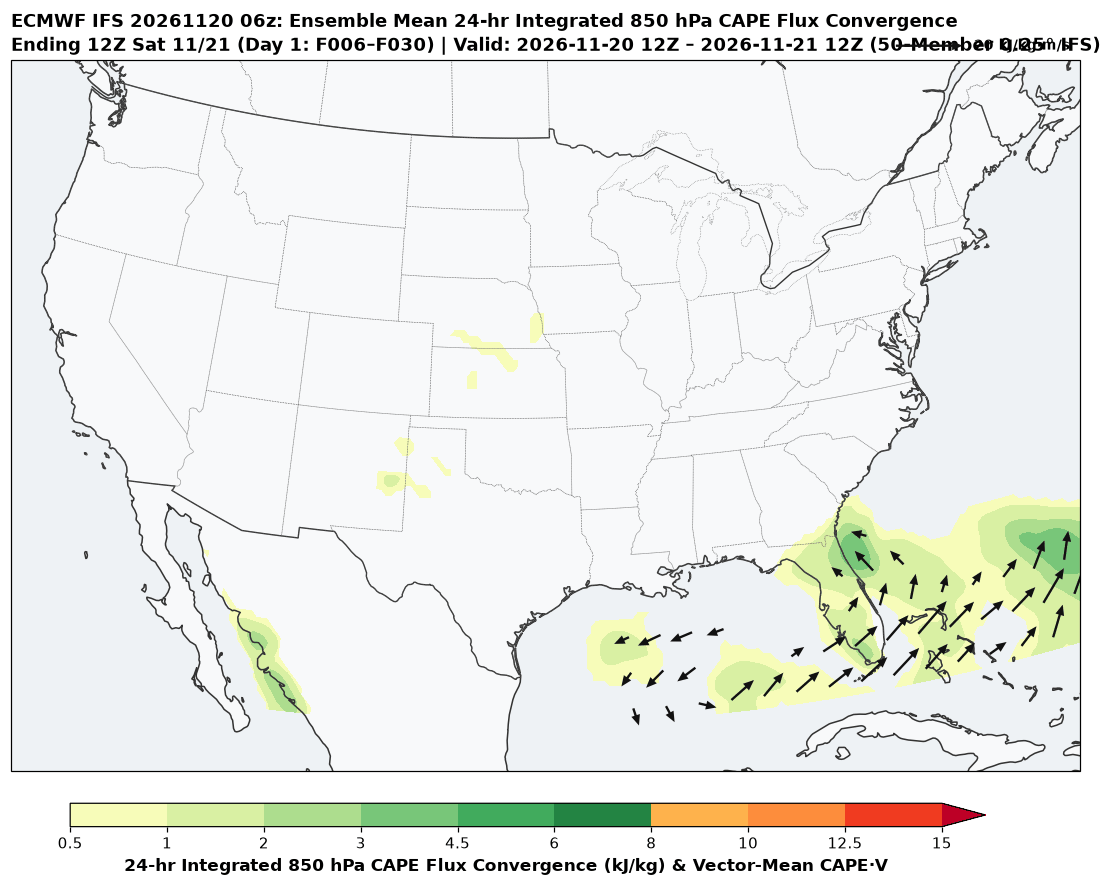 ECMWF IFS 20261120 06z: Ensemble Mean 24-hr Integrated 850 hPa CAPE Flux Convergence
Ending 12Z Sat 11/21 (Day 1: F006–F030) | Valid: 2026-11-20 12Z – 2026-11-21 12Z (50-Member 0.25° IFS)
0.5 1 2 3 4.5 6 8 10 12.5 15
24-hr Integrated 850 hPa CAPE Flux Convergence (kJ/kg) & Vector-Mean CAPE·V